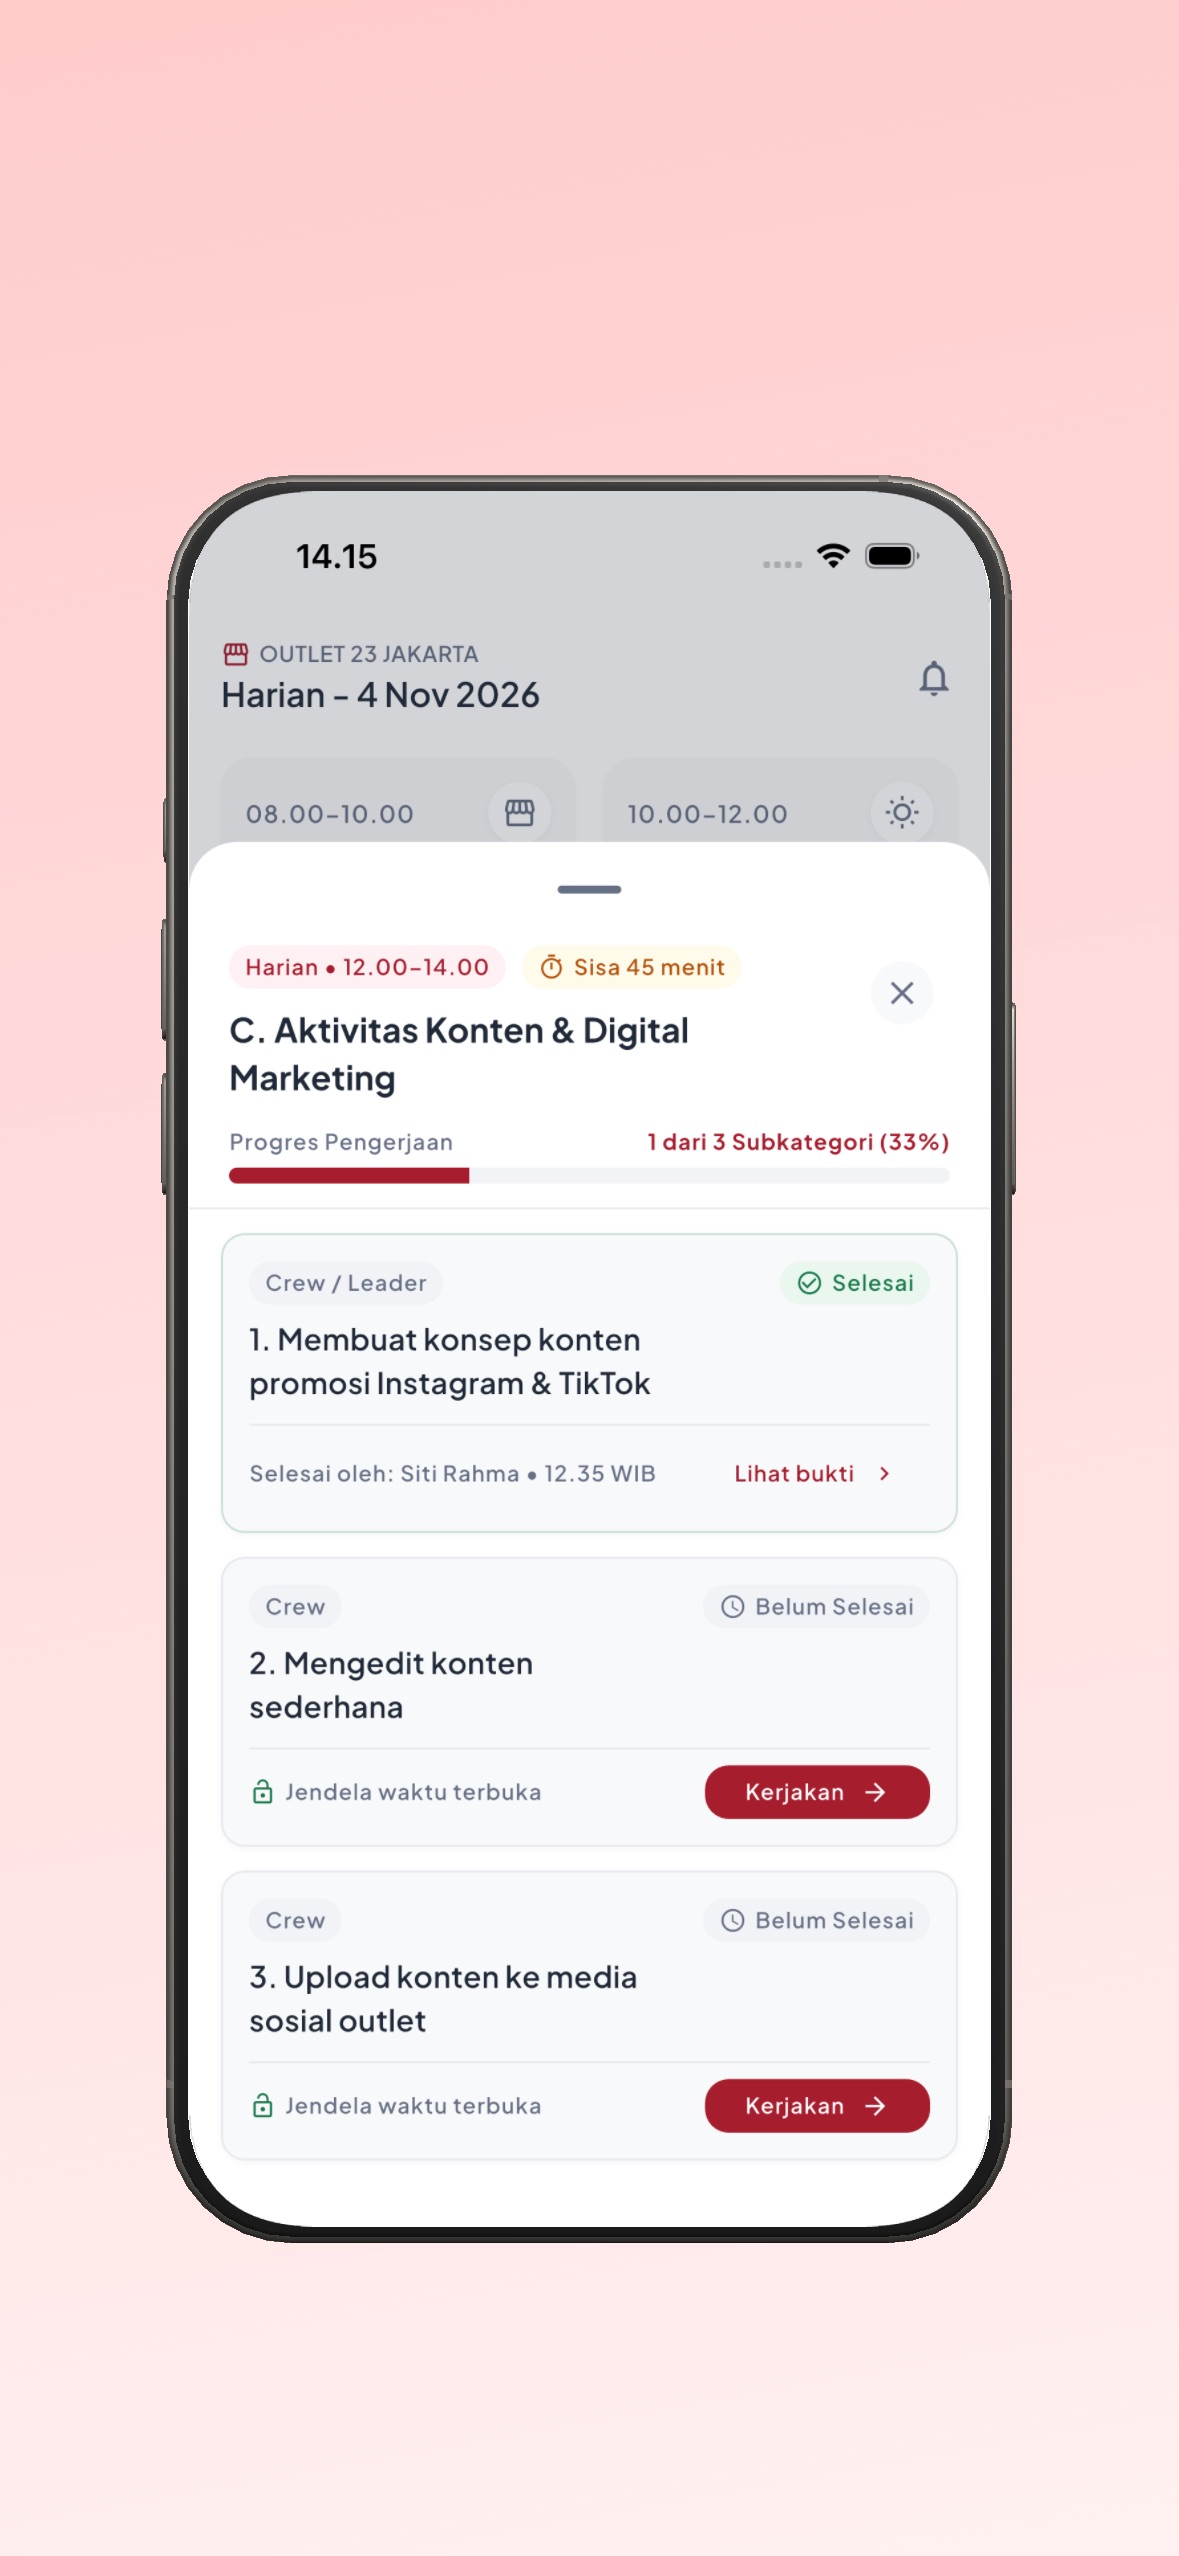 14.15
OUTLET 23 JAKARTA
Harian – 4 Nov 2026
08.00–10.00
10.00–12.00
Harian • 12.00–14.00
Sisa 45 menit
C. Aktivitas Konten & Digital
Marketing
Progres Pengerjaan
1 dari 3 Subkategori (33%)
Crew / Leader
Selesai
1. Membuat konsep konten
promosi Instagram & TikTok
Selesai oleh: Siti Rahma • 12.35 WIB
Lihat bukti
Crew
Belum Selesai
2. Mengedit konten
sederhana
Jendela waktu terbuka
Kerjakan
Crew
Belum Selesai
3. Upload konten ke media
sosial outlet
Jendela waktu terbuka
Kerjakan